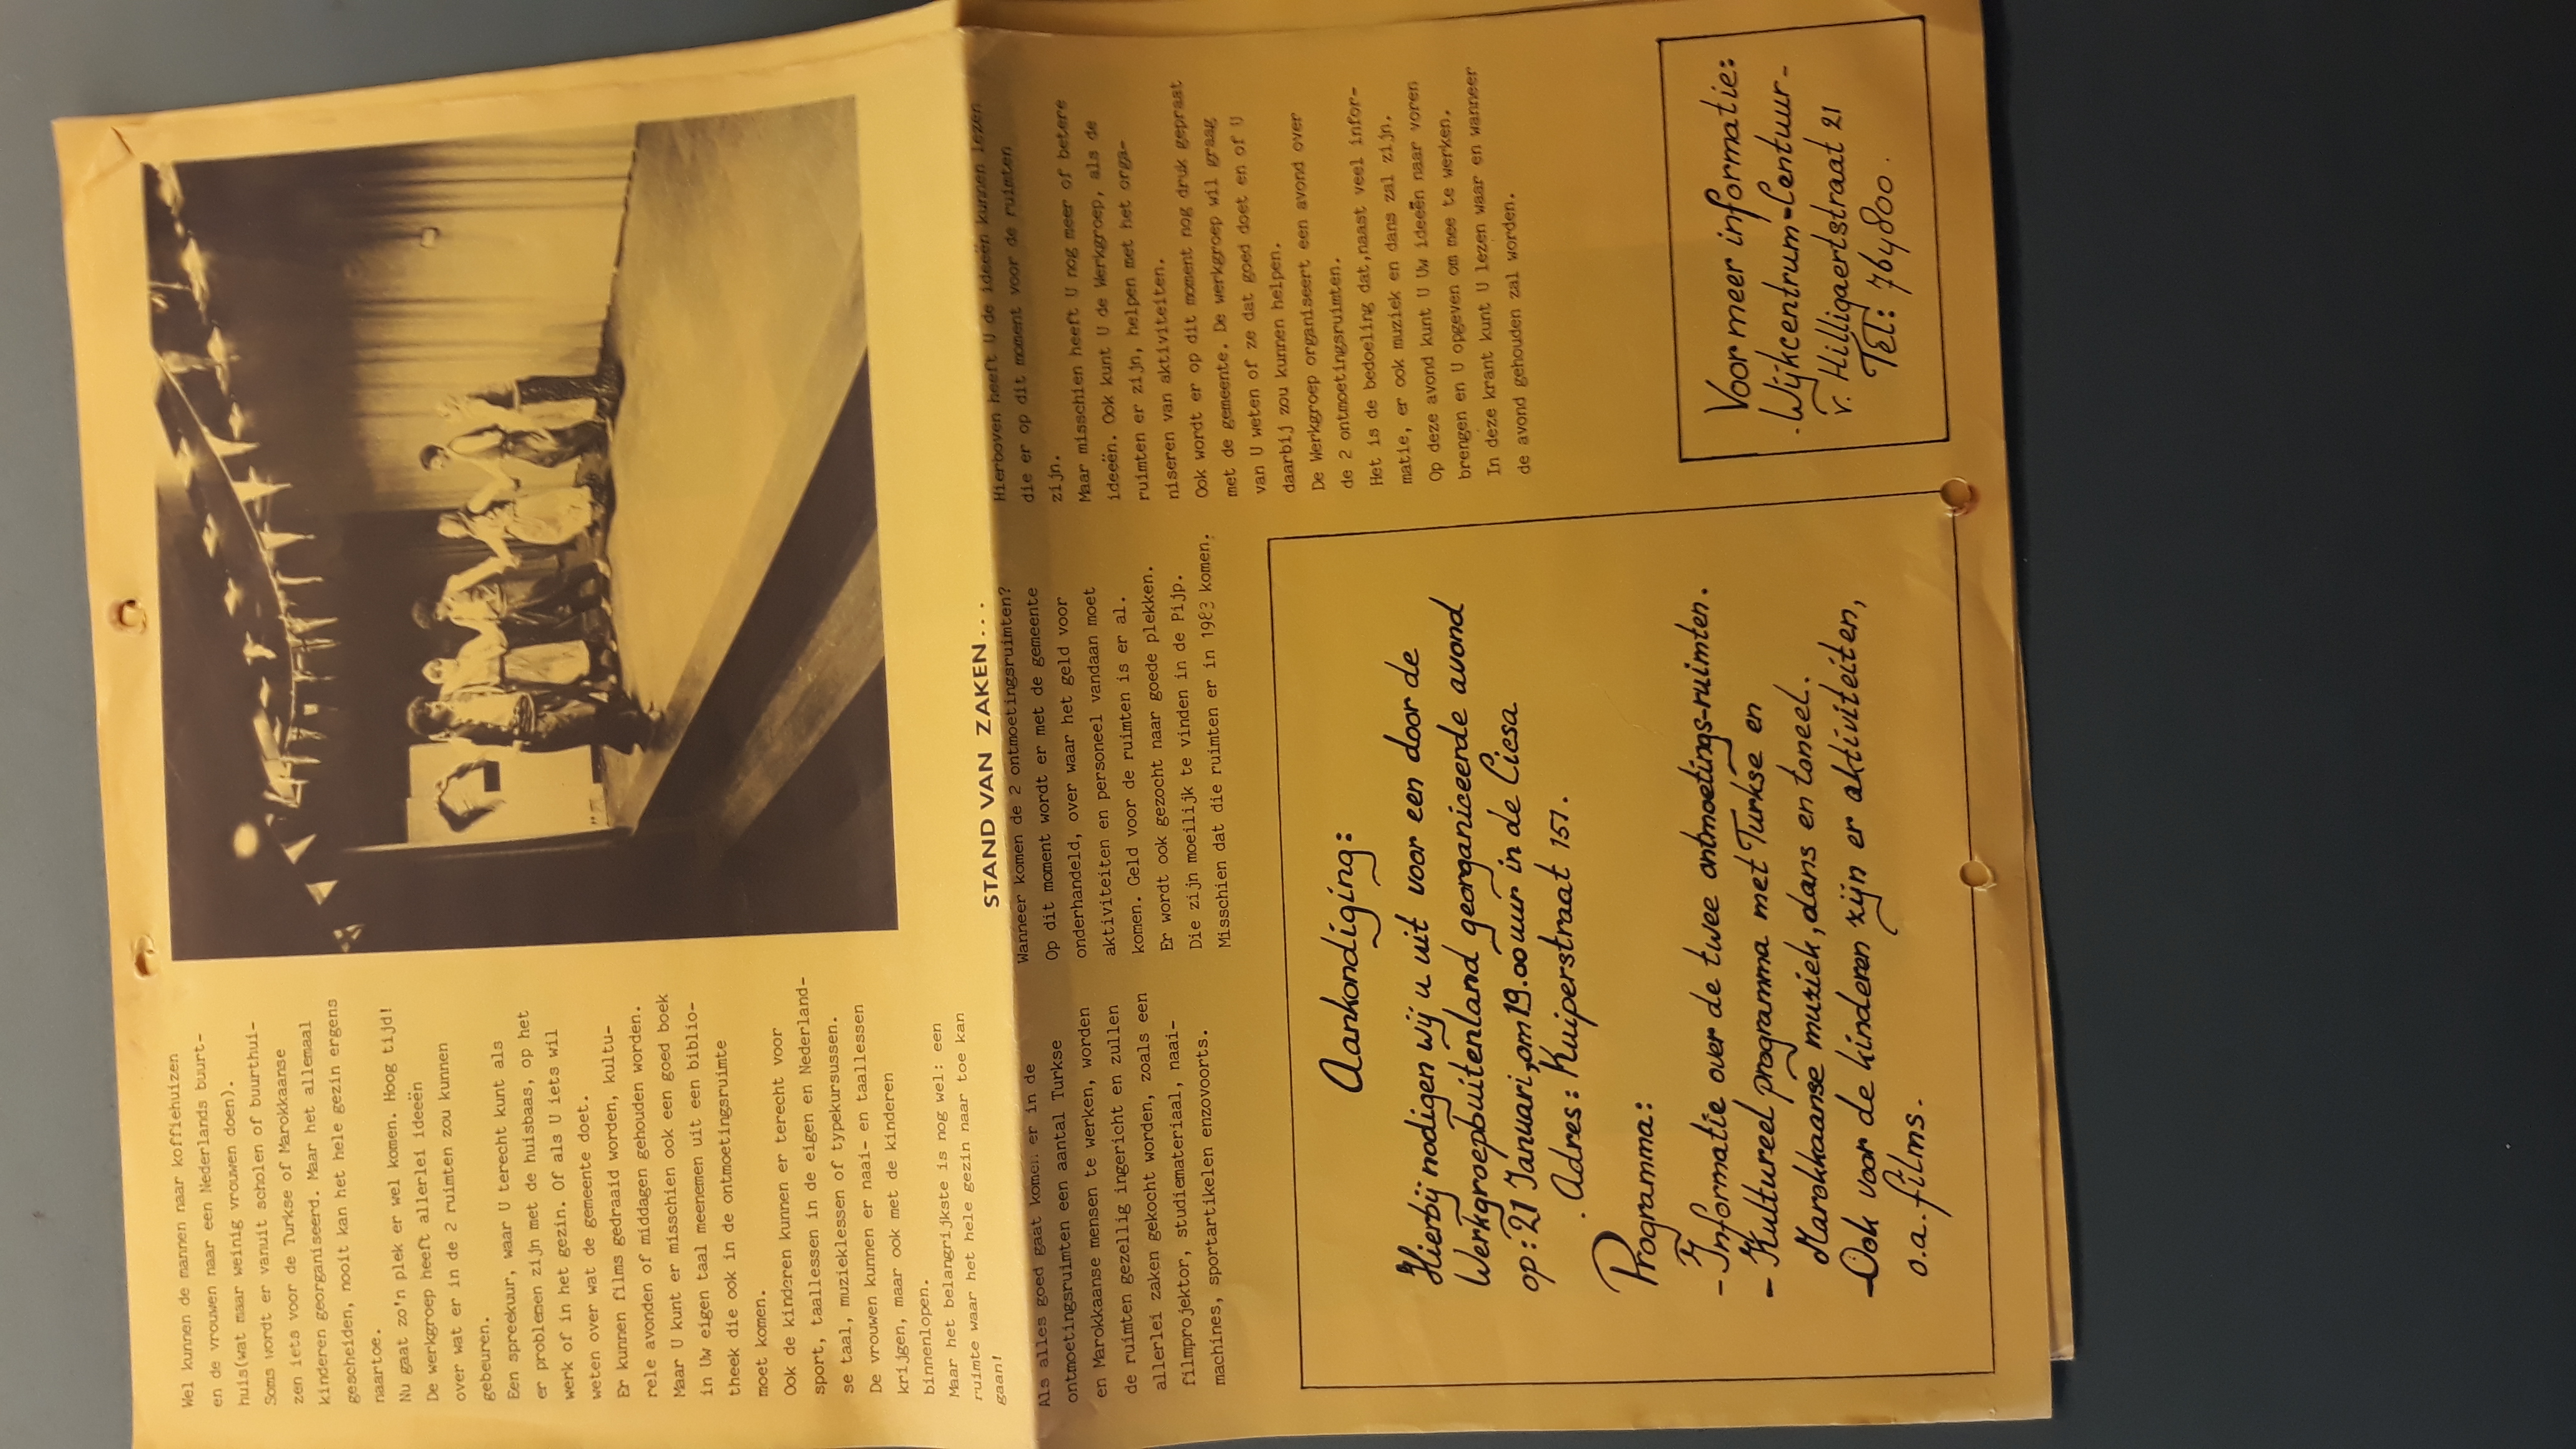 Wel kunnen de mannen naar koffiehuizen
en de vrouwen naar een Nederlands buurt-
huis(wat maar weinig vrouwen doen).
Soms wordt er vanuit scholen of buurthui-
zen iets voor de Turkse of Marokkaanse
kinderen georganiseerd. Maar het allemaal
gescheiden, nooit kan het hele gezin ergens
naartoe.
Nu gaat zo'n plek er wel komen. Hoog tijd!
De werkgroep heeft allerlei ideeën
over wat er in de 2 ruimten zou kunnen
gebeuren.
Een spreekuur, waar U terecht kunt als
er problemen zijn met de huisbaas, op het
werk of in het gezin. Of als U iets wil
weten over wat de gemeente doet.
Er kunnen films gedraaid worden, kultu-
rele avonden of middagen gehouden worden.
Maar U kunt er misschien ook een goed boek
in Uw eigen taal meenemen uit een biblio-
theek die ook in de ontmoetingsruimte
moet komen.
Ook de kinderen kunnen er terecht voor
sport, taallessen in de eigen en Nederland-
se taal, muzieklessen of typekursussen.
De vrouwen kunnen er naai- en taallessen
krijgen, maar ook met de kinderen
binnenlopen.
Maar het belangrijkste is nog wel: een
ruimte waar het hele gezin naar toe kan
gaan!
Als alles goed gaat komen er in de
ontmoetingsruimten een aantal Turkse
en Marokkaanse mensen te werken, worden
de ruimten gezellig ingericht en zullen
allerlei zaken gekocht worden, zoals een
filmprojektor, studiemateriaal, naai-
machines, sportartikelen enzovoorts.
STAND VAN ZAKEN....
Wanneer komen de 2 ontmoetingsruimten?
Op dit moment wordt er met de gemeente
onderhandeld, over waar het geld voor
aktiviteiten en personeel vandaan moet
komen. Geld voor de ruimten is er al.
Er wordt ook gezocht naar goede plekken.
Die zijn moeilijk te vinden in de Pijp.
Misschien dat die ruimten er in 1983 komen.
Hierboven heeft U de ideeën kunnen lezen
die er op dit moment voor de ruimten
zijn.
Maar misschien heeft U nog meer of betere
ideeën. Ook kunt U de Werkgroep, als de
ruimten er zijn, helpen met het orga-
niseren van aktiviteiten.
Ook wordt er op dit moment nog druk gepraat
met de gemeente. De werkgroep wil graag
van U weten of ze dat goed doet en of U
daarbij zou kunnen helpen.
De Werkgroep organiseert een avond over
de 2 ontmoetingsruimten.
Het is de bedoeling dat,naast veel infor-
matie, er ook muziek en dans zal zijn.
Op deze avond kunt U Uw ideeën naar voren
brengen en U opgeven om mee te werken.
In deze krant kunt U lezen waar en wanneer
de avond gehouden zal worden.
Aankondiging:
Hierbij nodigen wij u uit voor een door de
Werkgroepbuitenland georganiseerde avond
op: 21 Januari, om 19.00 uur in de Ciesa
. Adres: Kuiperstraat 151.
Programma:
- Informatie over de twee ontmoetings-ruimten.
- Kultureel programma met Turkse en
Marokkaanse muziek, dans en toneel.
- Ook voor de kinderen zijn er aktiviteiten,
o.a. films.
Voor meer informatie:
. Wijkcentrum-Centuur-
v. Hilligaertstraat 21
Tel: 764800.